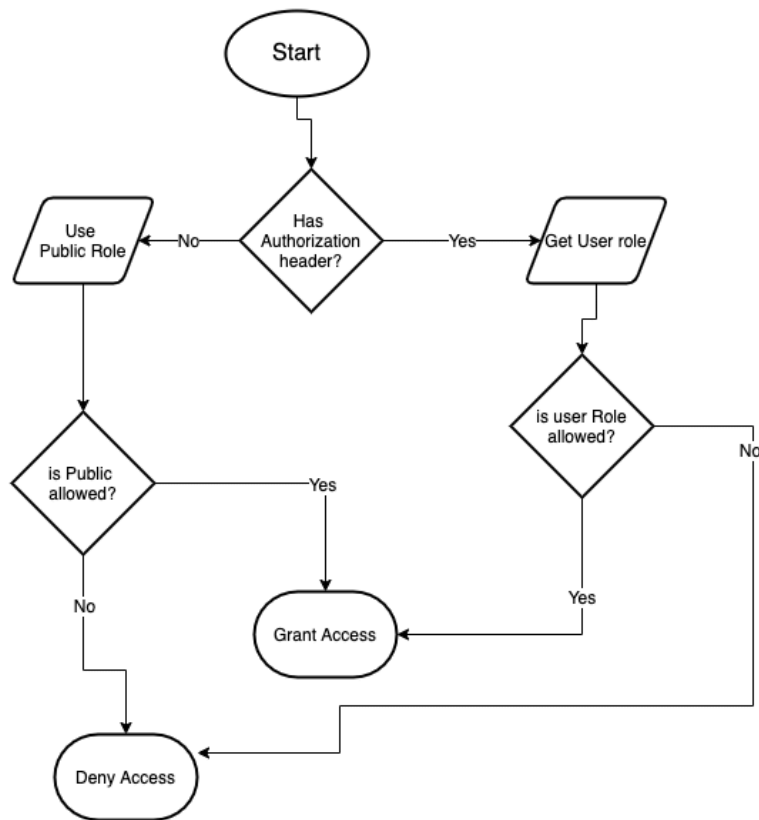 Start
Has
Authorization
header?
No
Yes
Use
Public Role
Get User role
is user Role
allowed?
No
is Public
allowed?
Yes
No
Yes
Grant Access
Deny Access